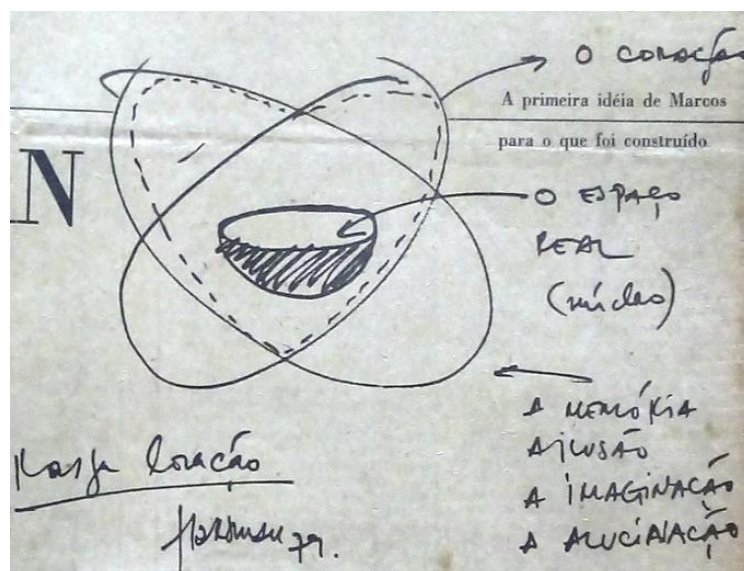 O CORAÇÃO
A primeira idéia de Marcos
para o que foi construído
N
O ESPAÇO
REAL
(núcleo)
A MEMÓRIA
A ILUSÃO
A IMAGINAÇÃO
A ALUCINAÇÃO
Rasga Coração
79.